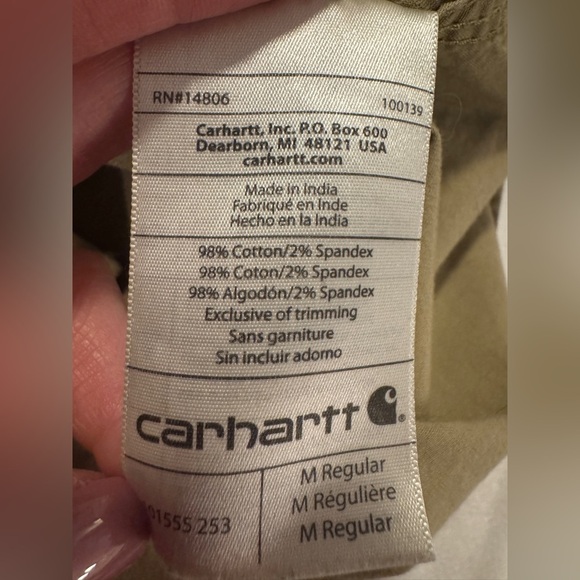 RN#14806 100139
Carhartt, Inc. P.O. Box 600
Dearborn, MI 48121 USA
carhartt.com
Made in India
Fabriqué en Inde
Hecho en la India
98% Cotton/2% Spandex
98% Coton/2% Spandex
98% Algodón/2% Spandex
Exclusive of trimming
Sans garniture
Sin incluir adorno
carhartt
M Regular
M Régulière
M Regular
253